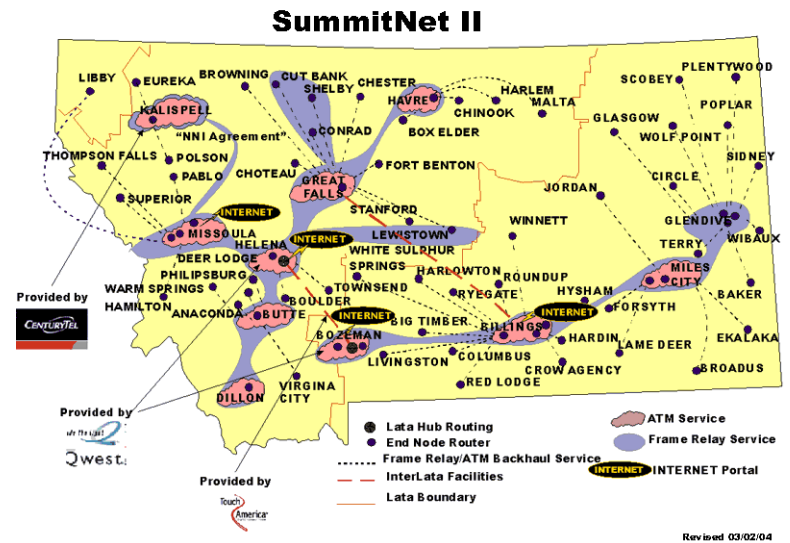 SummitNet II
LIBBY
EUREKA
BROWNING
CUT BANK
SHELBY
CHESTER
HAVRE
HARLEM
CHINOOK
MALTA
SCOBEY
PLENTYWOOD
POPLAR
GLASGOW
WOLF POINT
SIDNEY
KALISPELL
"NNI Agreement"
CONRAD
BOX ELDER
THOMPSON FALLS
POLSON
PABLO
CHOTEAU
FORT BENTON
GREAT
FALLS
CIRCLE
JORDAN
SUPERIOR
INTERNET
STANFORD
WINNETT
GLENDIVE
WIBAUX
MISSOULA
HELENA
INTERNET
LEWISTOWN
TERRY
DEER LODGE
WHITE SULPHUR
SPRINGS
HARLOWTON
ROUNDUP
MILES
CITY
PHILIPSBURG
WARM SPRINGS
HAMILTON
TOWNSEND
RYEGATE
HYSHAM
BAKER
Provided by
CENTURYTEL
ANACONDA
BOULDER
BUTTE
INTERNET
BIG TIMBER
BILLINGS
INTERNET
FORSYTH
EKALAKA
BOZEMAN
HARDIN
LIVINGSTON
COLUMBUS
CROW AGENCY
LAME DEER
BROADUS
DILLON
VIRGINA
CITY
RED LODGE
Provided by
Qwest
Provided by
Touch
America
Lata Hub Routing
End Node Router
Frame Relay/ATM Backhaul Service
InterLata Facilities
Lata Boundary
ATM Service
Frame Relay Service
INTERNET
INTERNET Portal
Revised 03/02/04